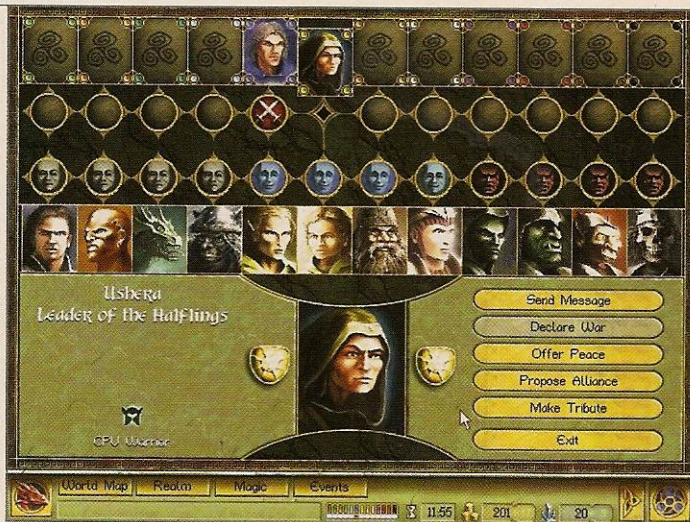 Ushera
Leader of the Halflings
CPU Warrior
Send Message
Declare War
Offer Peace
Propose Alliance
Make Tribute
Exit
World Map Realm Magic Events
11:55 201 20